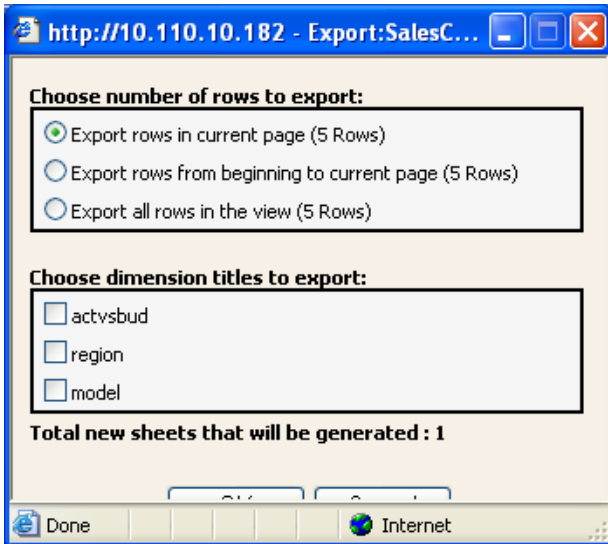 http://10.110.10.182 - Export:SalesC...
Choose number of rows to export:
Export rows in current page (5 Rows)
Export rows from beginning to current page (5 Rows)
Export all rows in the view (5 Rows)
Choose dimension titles to export:
actvsbud
region
model
Total new sheets that will be generated : 1
Done
Internet